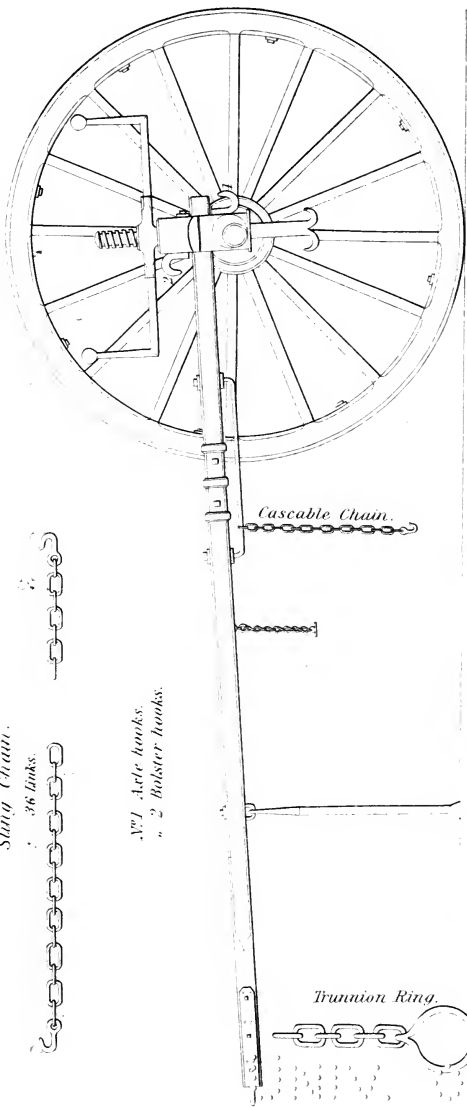 Cascable Chain.
Sling Chain.
36 links.
Nº 1 Axle hooks.
" 2 Bolster hooks.
Trunnion Ring.